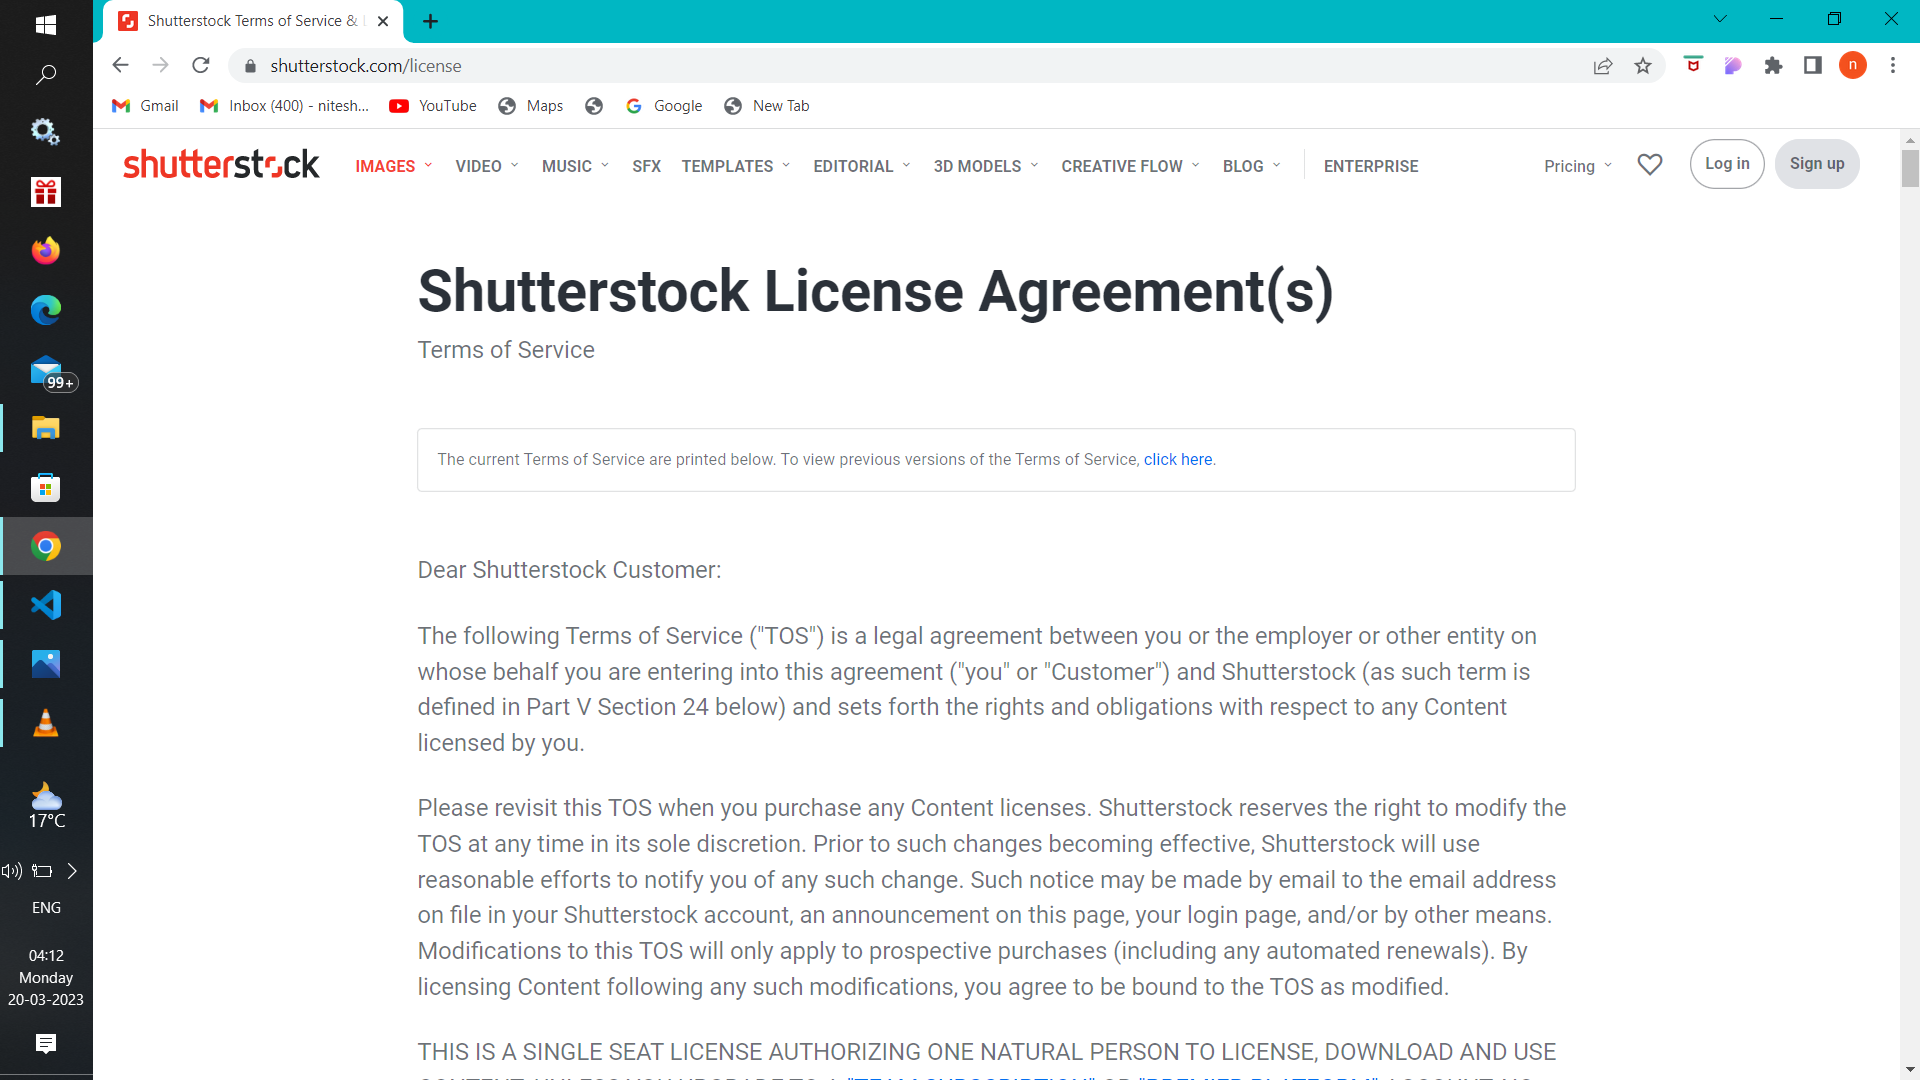 Shutterstock Terms of Service &
shutterstock.com/license
Gmail
Inbox (400) - nitesh...
YouTube
Maps
Google
New Tab
n
shutterstock
IMAGES
VIDEO
MUSIC
SFX
TEMPLATES
EDITORIAL
3D MODELS
CREATIVE FLOW
BLOG
ENTERPRISE
Pricing
Log in
Sign up
Shutterstock License Agreement(s)
Terms of Service
The current Terms of Service are printed below. To view previous versions of the Terms of Service, click here.
Dear Shutterstock Customer:
The following Terms of Service ("TOS") is a legal agreement between you or the employer or other entity on
whose behalf you are entering into this agreement ("you" or "Customer") and Shutterstock (as such term is
defined in Part V Section 24 below) and sets forth the rights and obligations with respect to any Content
licensed by you.
Please revisit this TOS when you purchase any Content licenses. Shutterstock reserves the right to modify the
TOS at any time in its sole discretion. Prior to such changes becoming effective, Shutterstock will use
reasonable efforts to notify you of any such change. Such notice may be made by email to the email address
on file in your Shutterstock account, an announcement on this page, your login page, and/or by other means.
Modifications to this TOS will only apply to prospective purchases (including any automated renewals). By
licensing Content following any such modifications, you agree to be bound to the TOS as modified.
THIS IS A SINGLE SEAT LICENSE AUTHORIZING ONE NATURAL PERSON TO LICENSE, DOWNLOAD AND USE
99+
17°C
ENG
04:12
Monday
20-03-2023